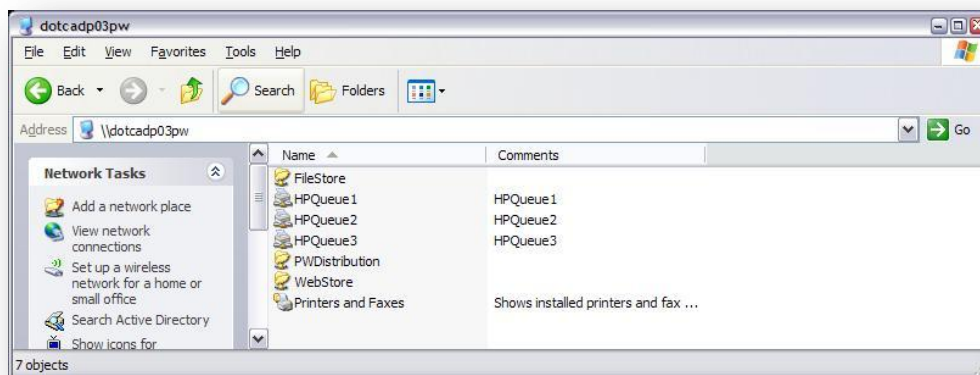 dotcadp03pw
File Edit View Favorites Tools Help
Back Search Folders
Address \\dotcadp03pw Go
Network Tasks
Add a network place
View network
connections
Set up a wireless
network for a home or
small office
Search Active Directory
Show icons for
Name Comments
FileStore
HPQueue1 HPQueue1
HPQueue2 HPQueue2
HPQueue3 HPQueue3
PWDistribution
WebStore
Printers and Faxes Shows installed printers and fax ...
7 objects